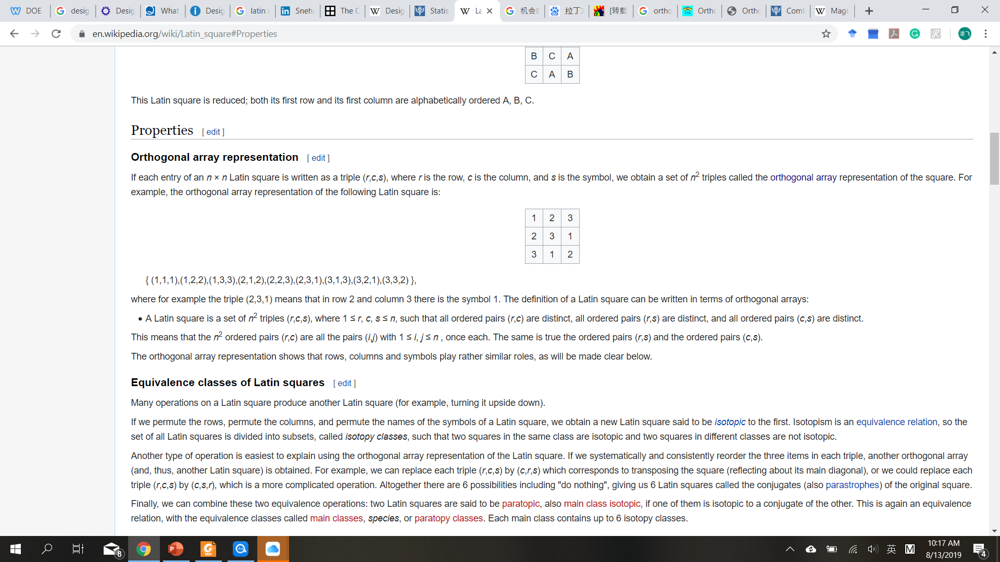 DOE
desig
Desig
What
Desig
latin s
Sneh
The C
Desig
Statis
La
机会的
拉丁方
[转载
ortho
Ortho
Ortho
Comb
Magi
en.wikipedia.org/wiki/Latin_square#Properties
凌飞
B C A
C A B
This Latin square is reduced; both its first row and its first column are alphabetically ordered A, B, C.
Properties [ edit ]
Orthogonal array representation [ edit ]
If each entry of an n × n Latin square is written as a triple (r,c,s), where r is the row, c is the column, and s is the symbol, we obtain a set of n² triples called the orthogonal array representation of the square. For
example, the orthogonal array representation of the following Latin square is:
1 2 3
2 3 1
3 1 2
{ (1,1,1),(1,2,2),(1,3,3),(2,1,2),(2,2,3),(2,3,1),(3,1,3),(3,2,1),(3,3,2) },
where for example the triple (2,3,1) means that in row 2 and column 3 there is the symbol 1. The definition of a Latin square can be written in terms of orthogonal arrays:
• A Latin square is a set of n² triples (r,c,s), where 1 ≤ r, c, s ≤ n, such that all ordered pairs (r,c) are distinct, all ordered pairs (r,s) are distinct, and all ordered pairs (c,s) are distinct.
This means that the n² ordered pairs (r,c) are all the pairs (i,j) with 1 ≤ i, j ≤ n , once each. The same is true the ordered pairs (r,s) and the ordered pairs (c,s).
The orthogonal array representation shows that rows, columns and symbols play rather similar roles, as will be made clear below.
Equivalence classes of Latin squares [ edit ]
Many operations on a Latin square produce another Latin square (for example, turning it upside down).
If we permute the rows, permute the columns, and permute the names of the symbols of a Latin square, we obtain a new Latin square said to be isotopic to the first. Isotopism is an equivalence relation, so the
set of all Latin squares is divided into subsets, called isotopy classes, such that two squares in the same class are isotopic and two squares in different classes are not isotopic.
Another type of operation is easiest to explain using the orthogonal array representation of the Latin square. If we systematically and consistently reorder the three items in each triple, another orthogonal array
(and, thus, another Latin square) is obtained. For example, we can replace each triple (r,c,s) by (c,r,s) which corresponds to transposing the square (reflecting about its main diagonal), or we could replace each
triple (r,c,s) by (c,s,r), which is a more complicated operation. Altogether there are 6 possibilities including "do nothing", giving us 6 Latin squares called the conjugates (also parastrophes) of the original square.
Finally, we can combine these two equivalence operations: two Latin squares are said to be paratopic, also main class isotopic, if one of them is isotopic to a conjugate of the other. This is again an equivalence
relation, with the equivalence classes called main classes, species, or paratopy classes. Each main class contains up to 6 isotopy classes.
8
英 M
10:17 AM
8/13/2019
4